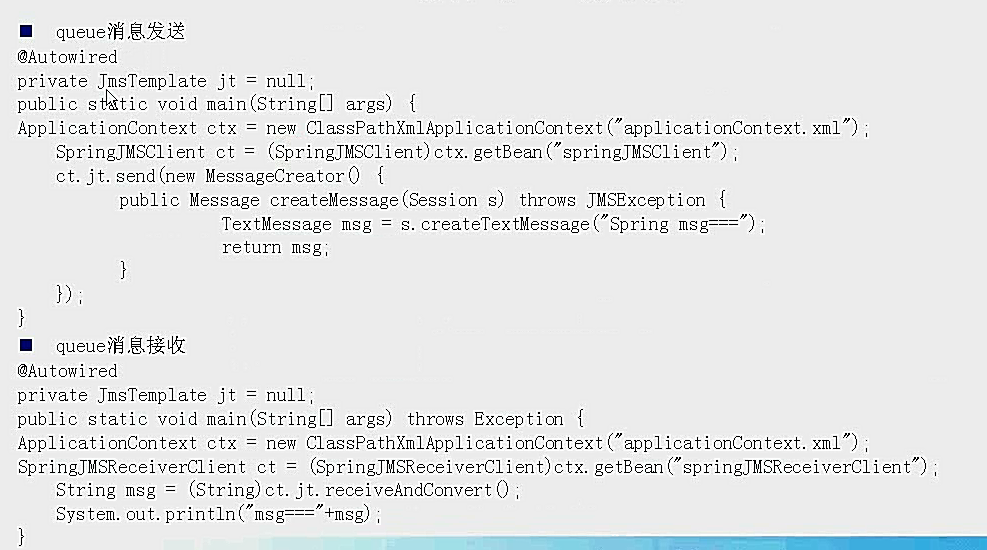 ■ queue消息发送
@Autowired
private JmsTemplate jt = null;
public static void main(String[] args) {
ApplicationContext ctx = new ClassPathXmlApplicationContext("applicationContext.xml");
SpringJMSClient ct = (SpringJMSClient)ctx.getBean("springJMSClient");
ct.jt.send(new MessageCreator() {
public Message createMessage(Session s) throws JMSException {
TextMessage msg = s.createTextMessage("Spring msg===");
return msg;
}
});
}
■ queue消息接收
@Autowired
private JmsTemplate jt = null;
public static void main(String[] args) throws Exception {
ApplicationContext ctx = new ClassPathXmlApplicationContext("applicationContext.xml");
SpringJMSReceiverClient ct = (SpringJMSReceiverClient)ctx.getBean("springJMSReceiverClient");
String msg = (String)ct.jt.receiveAndConvert();
System.out.println("msg==="+msg);
}